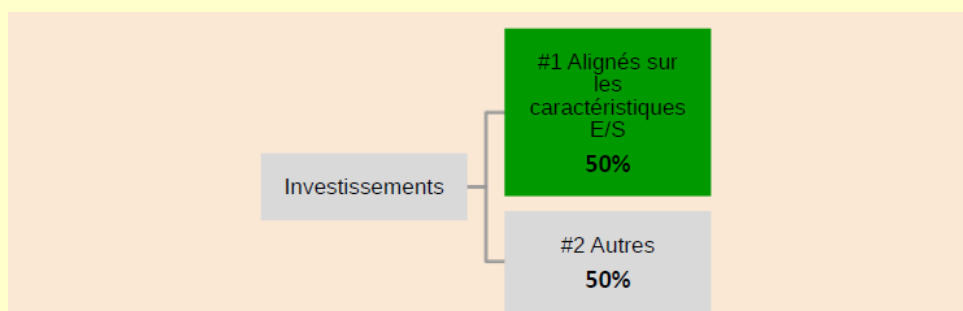 #1 Alignés sur
les
caractéristiques
E/S
50%
Investissements
#2 Autres
50%